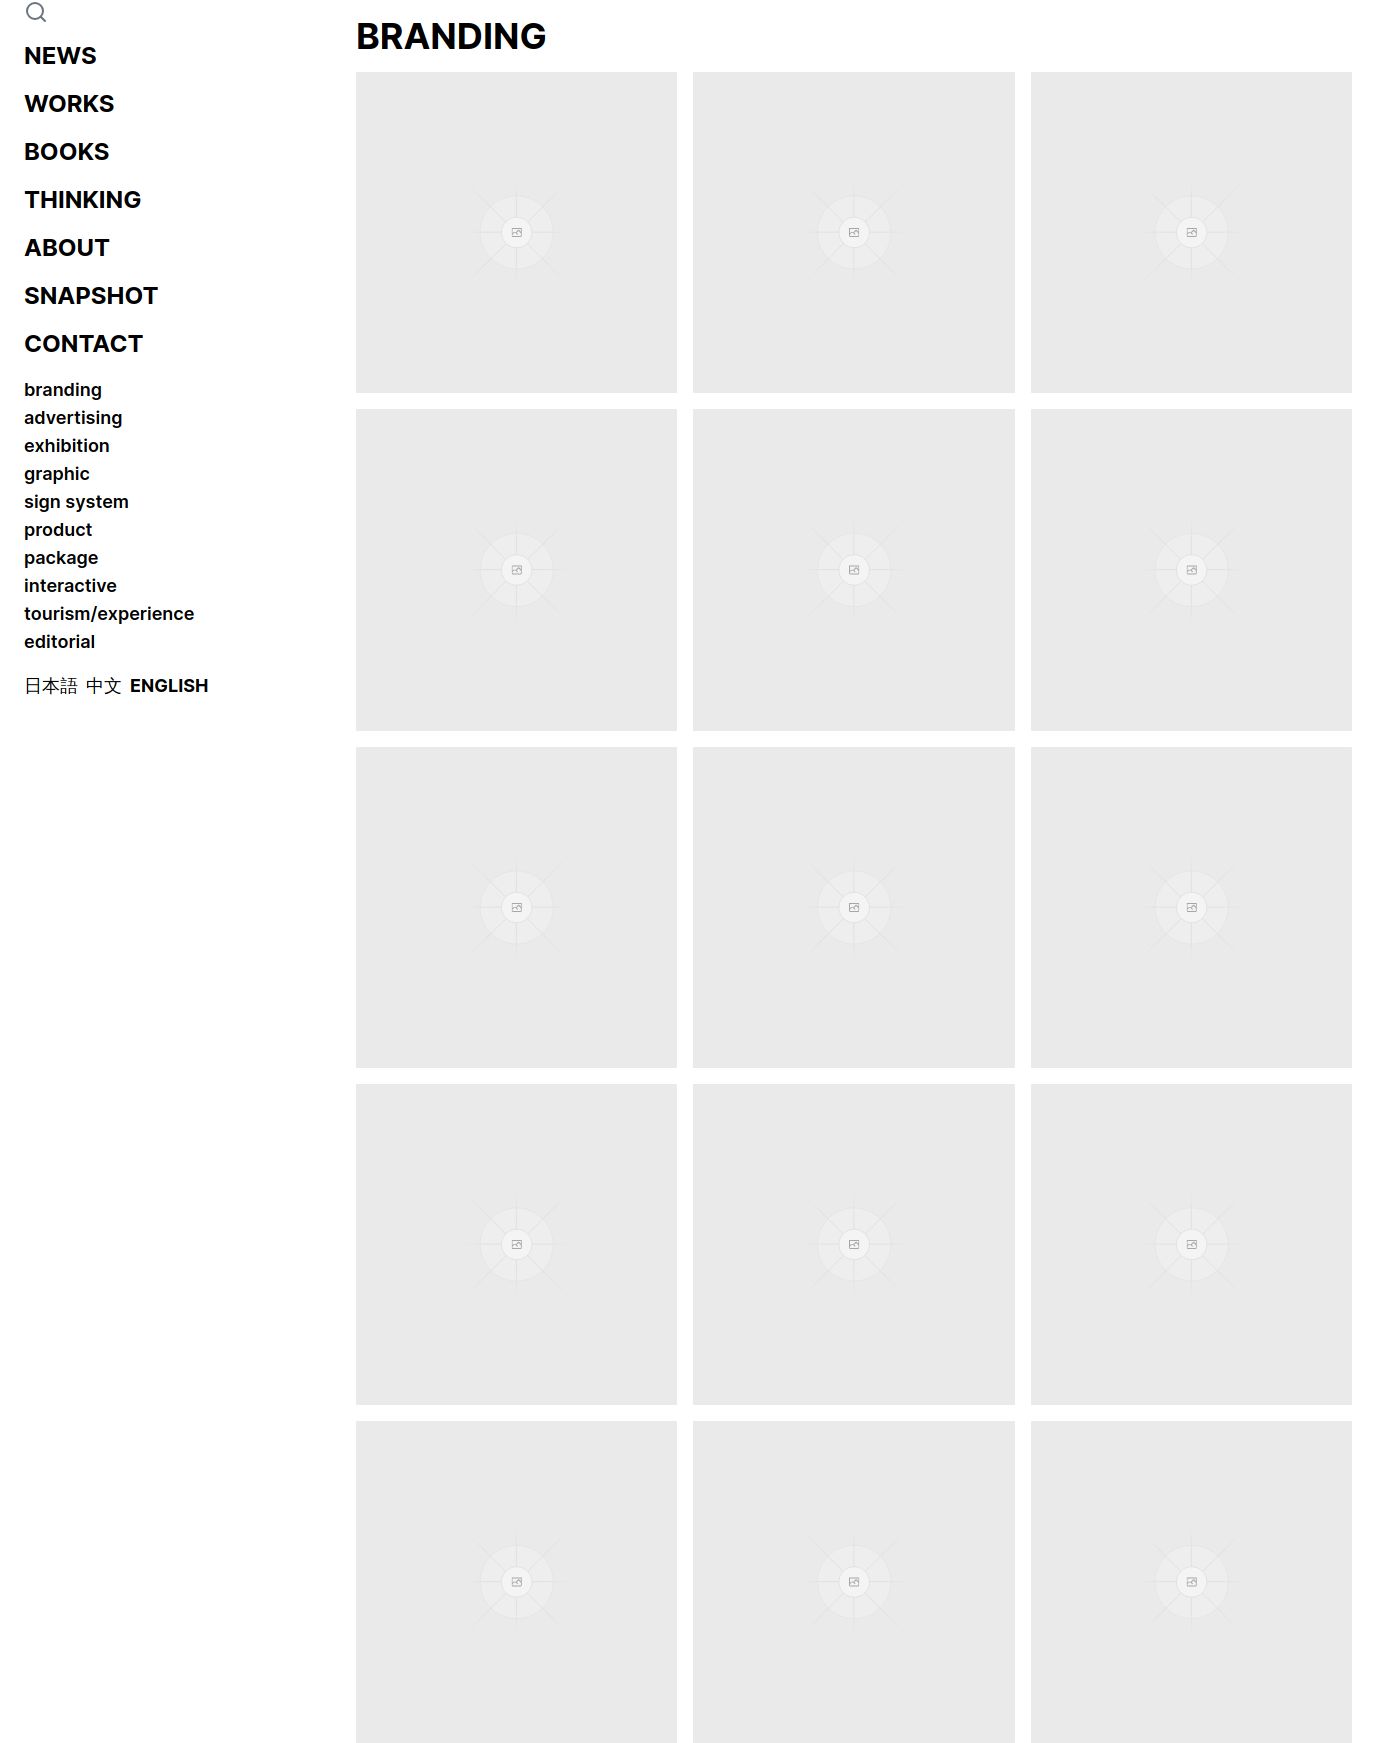 NEWS
WORKS
BOOKS
THINKING
ABOUT
SNAPSHOT
CONTACT
branding
advertising
exhibition
graphic
sign system
product
package
interactive
tourism/experience
editorial
日本語 中文 ENGLISH
BRANDING